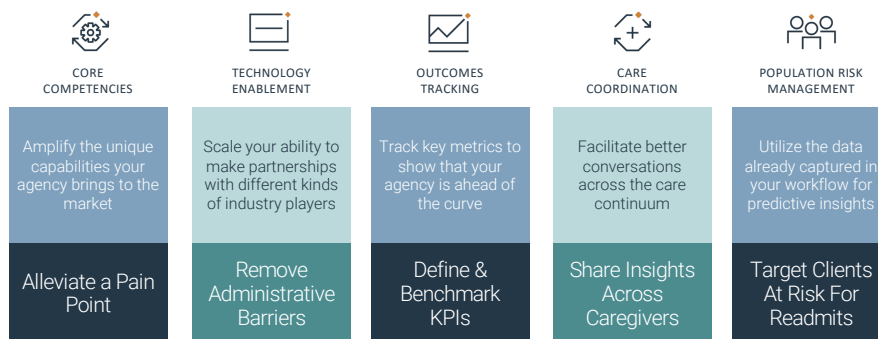 CORE
COMPETENCIES
Amplify the unique
capabilities your
agency brings to the
market
Alleviate a Pain
Point
TECHNOLOGY
ENABLEMENT
Scale your ability to
make partnerships
with different kinds
of industry players
Remove
Administrative
Barriers
OUTCOMES
TRACKING
Track key metrics to
show that your
agency is ahead of
the curve
Define &
Benchmark
KPIs
CARE
COORDINATION
Facilitate better
conversations
across the care
continuum
Share Insights
Across
Caregivers
POPULATION RISK
MANAGEMENT
Utilize the data
already captured in
your workflow for
predictive insights
Target Clients
At Risk For
Readmits